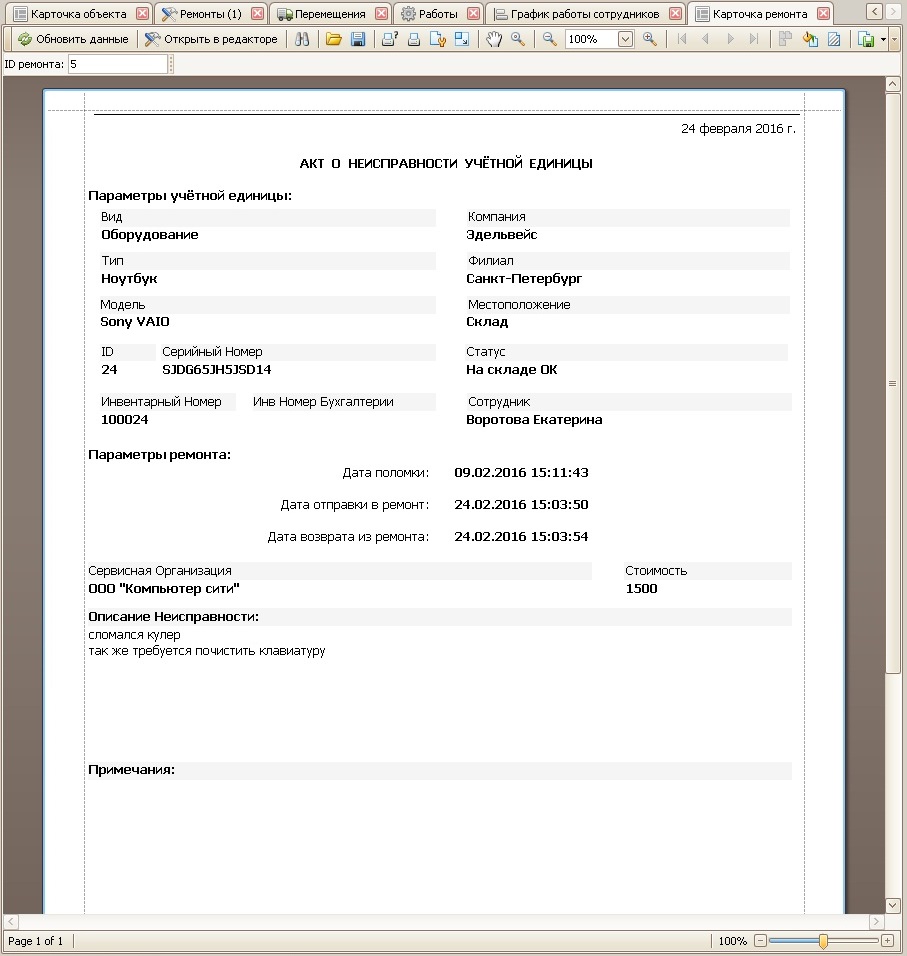 Карточка объекта Ремонты (1) Перемещения Работы График работы сотрудников Карточка ремонта
Обновить данные Открыть в редакторе 100%
ID ремонта: 5
24 февраля 2016 г.
АКТ О НЕИСПРАВНОСТИ УЧЁТНОЙ ЕДИНИЦЫ
Параметры учётной единицы:
Вид Компания
Оборудование Эдельвейс
Тип Филиал
Ноутбук Санкт-Петербург
Модель Местоположение
Sony VAIO Склад
ID Серийный Номер Статус
24 SJDG65JH5JSD14 На складе ОК
Инвентарный Номер Инв Номер Бухгалтерии Сотрудник
100024 Воротова Екатерина
Параметры ремонта:
Дата поломки: 09.02.2016 15:11:43
Дата отправки в ремонт: 24.02.2016 15:03:50
Дата возврата из ремонта: 24.02.2016 15:03:54
Сервисная Организация Стоимость
ООО "Компьютер сити" 1500
Описание Неисправности:
сломался кулер
так же требуется почистить клавиатуру
Примечания:
Page 1 of 1 100%